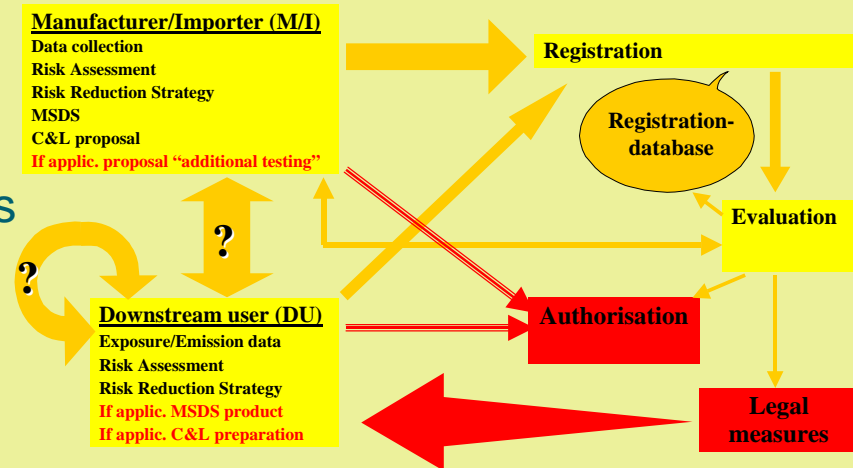 Manufacturer/Importer (M/I)
Data collection
Risk Assessment
Risk Reduction Strategy
MSDS
C&L proposal
If applic. proposal “additional testing”
Registration
Registration-
database
s
?
?
Evaluation
Downstream user (DU)
Exposure/Emission data
Risk Assessment
Risk Reduction Strategy
If applic. MSDS product
If applic. C&L preparation
Authorisation
Legal
measures